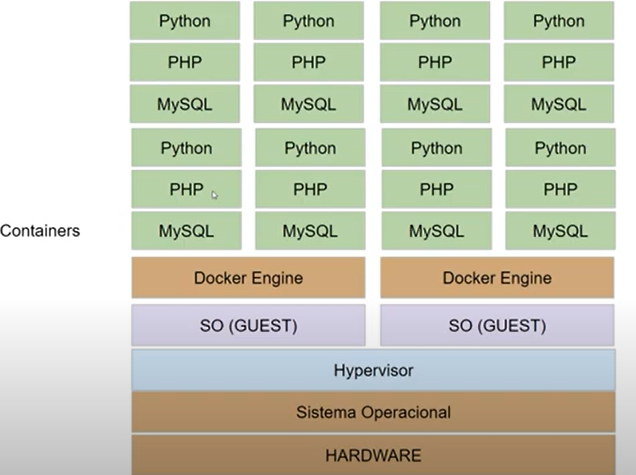 Python Python Python Python
PHP PHP PHP PHP
MySQL MySQL MySQL MySQL
Python Python Python Python
PHP PHP PHP PHP
Containers MySQL MySQL MySQL MySQL
Docker Engine Docker Engine
SO (GUEST) SO (GUEST)
Hypervisor
Sistema Operacional
HARDWARE